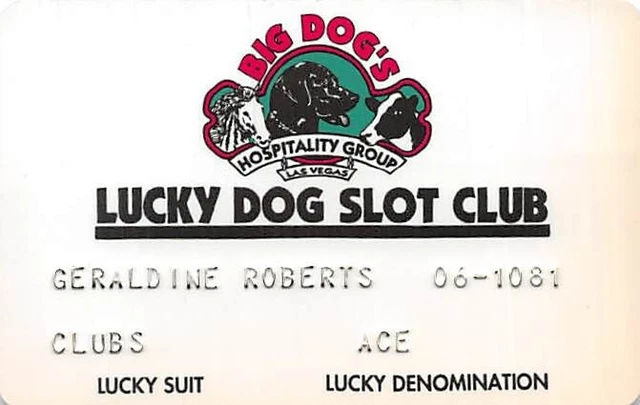 BIG DOG'S
HOSPITALITY GROUP
LAS VEGAS
LUCKY DOG SLOT CLUB
GERALDINE ROBERTS 06-1081
CLUBS ACE
LUCKY SUIT LUCKY DENOMINATION